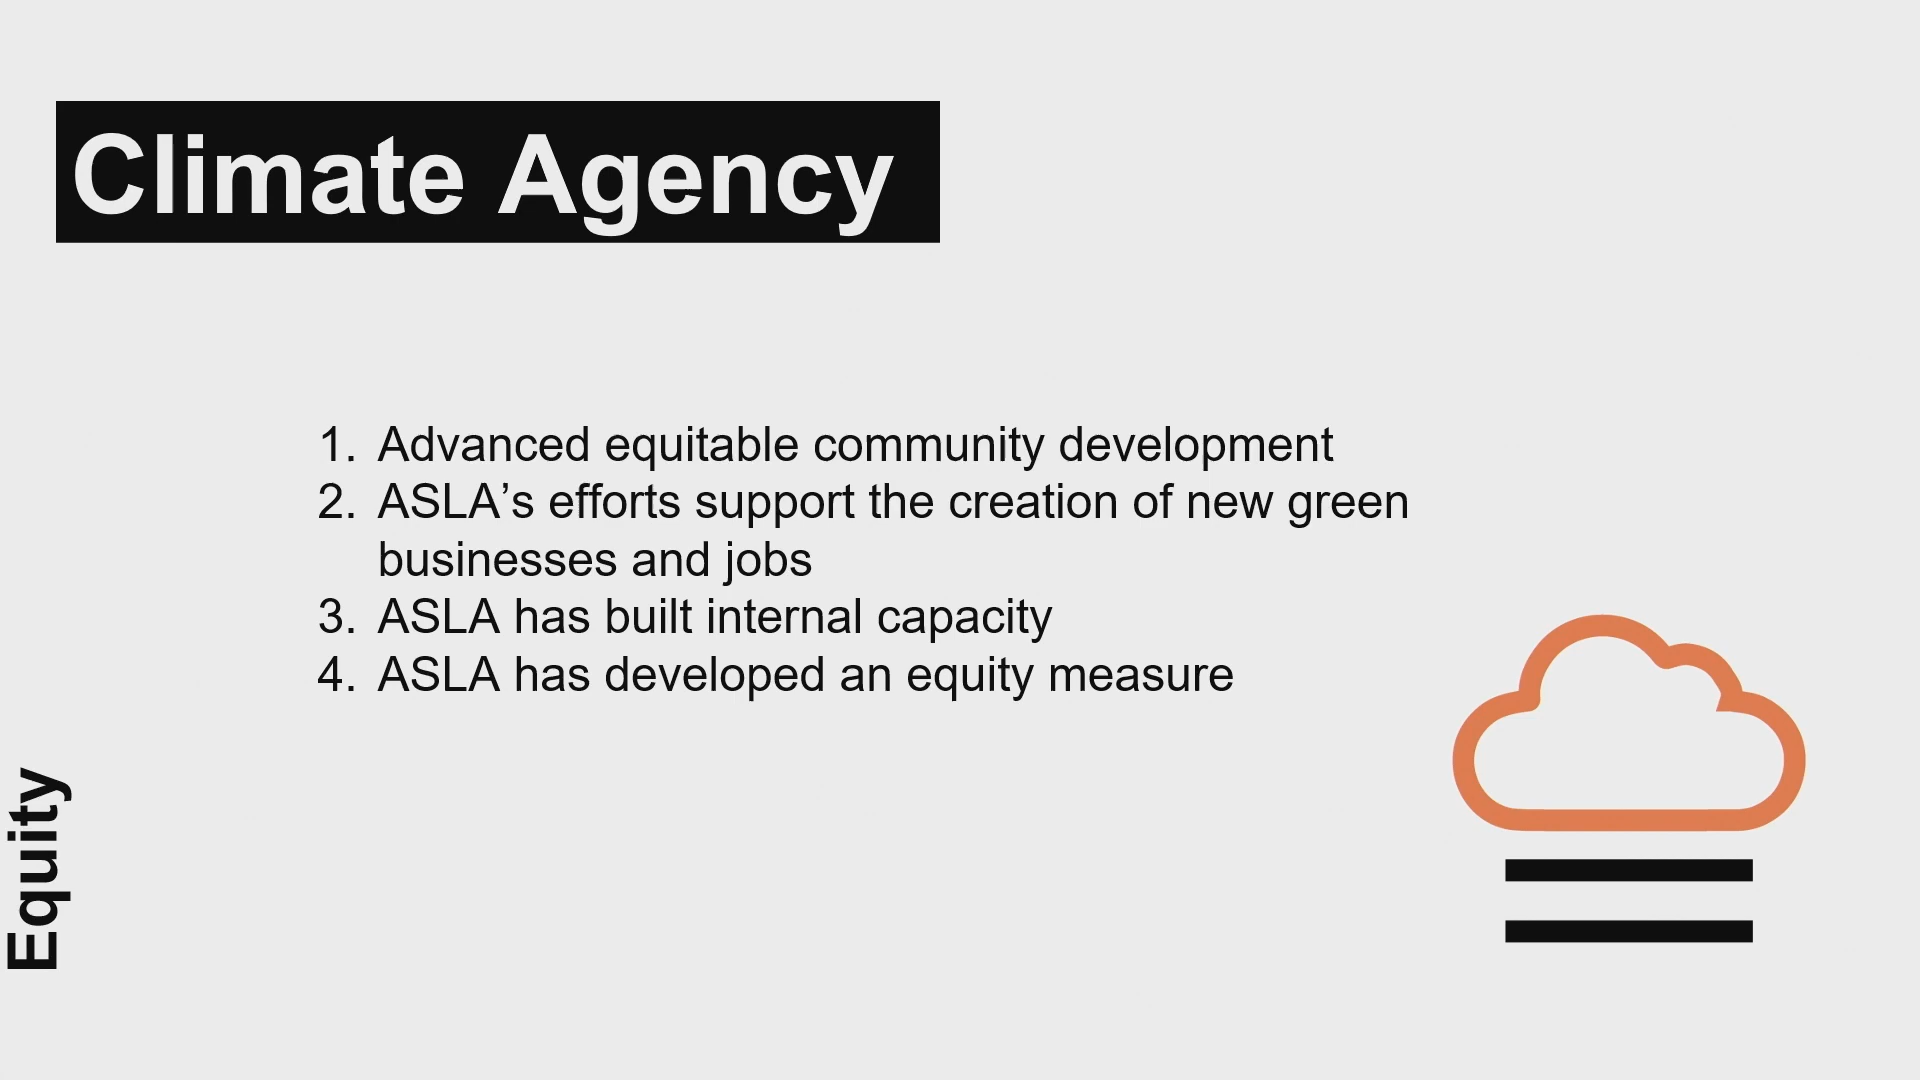 Climate Agency
1. Advanced equitable community development
2. ASLA’s efforts support the creation of new green
businesses and jobs
3. ASLA has built internal capacity
4. ASLA has developed an equity measure
Equity